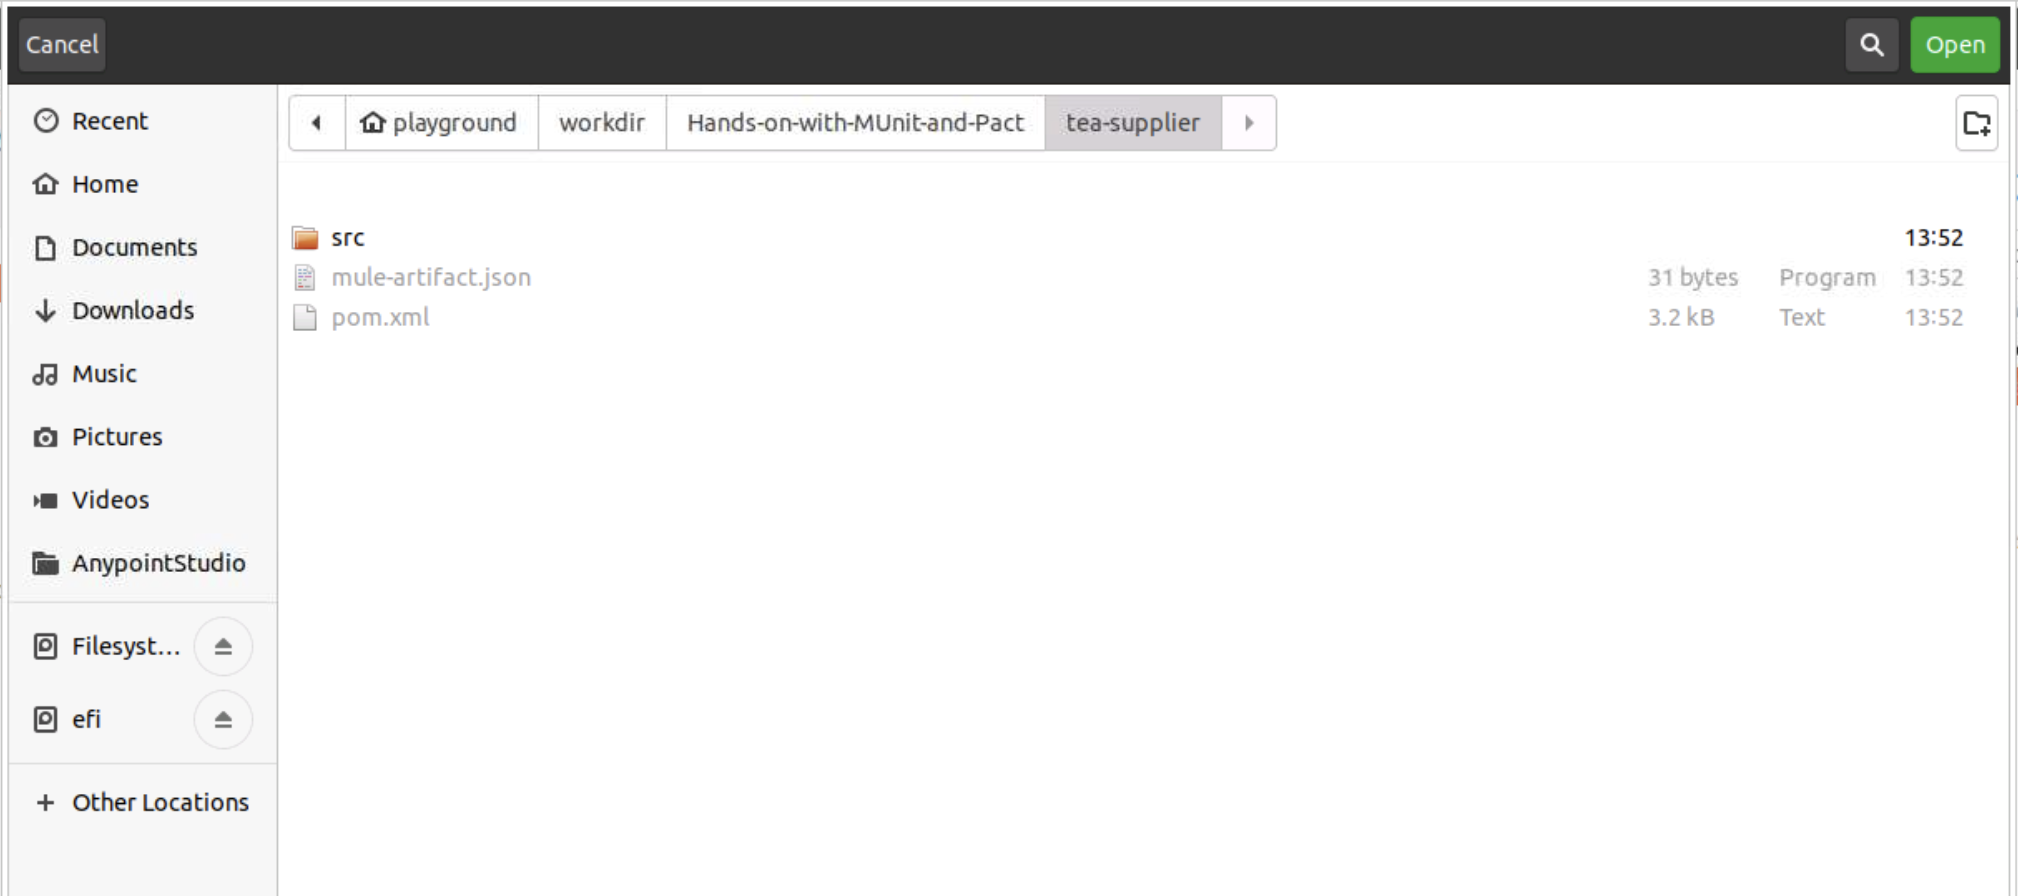 Cancel
Open
Recent
Home
Documents
Downloads
Music
Pictures
Videos
AnypointStudio
Filesyst...
efi
Other Locations
playground workdir Hands-on-with-MUnit-and-Pact tea-supplier
src 13:52
mule-artifact.json 31 bytes Program 13:52
pom.xml 3.2 kB Text 13:52